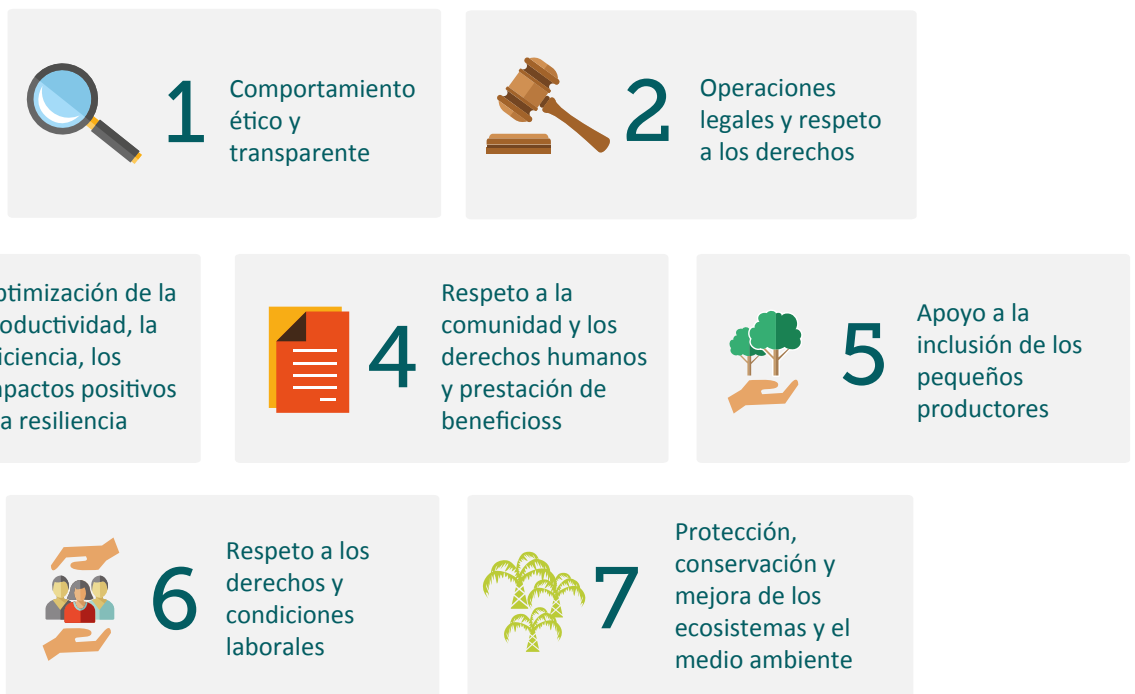 1
Comportamiento
ético y
transparente
2
Operaciones
legales y respeto
a los derechos
ptimización de la
oductividad, la
iciencia, los
pactos positivos
a resiliencia
4
Respeto a la
comunidad y los
derechos humanos
y prestación de
beneficioss
5
Apoyo a la
inclusión de los
pequeños
productores
6
Respeto a los
derechos y
condiciones
laborales
7
Protección,
conservación y
mejora de los
ecosistemas y el
medio ambiente